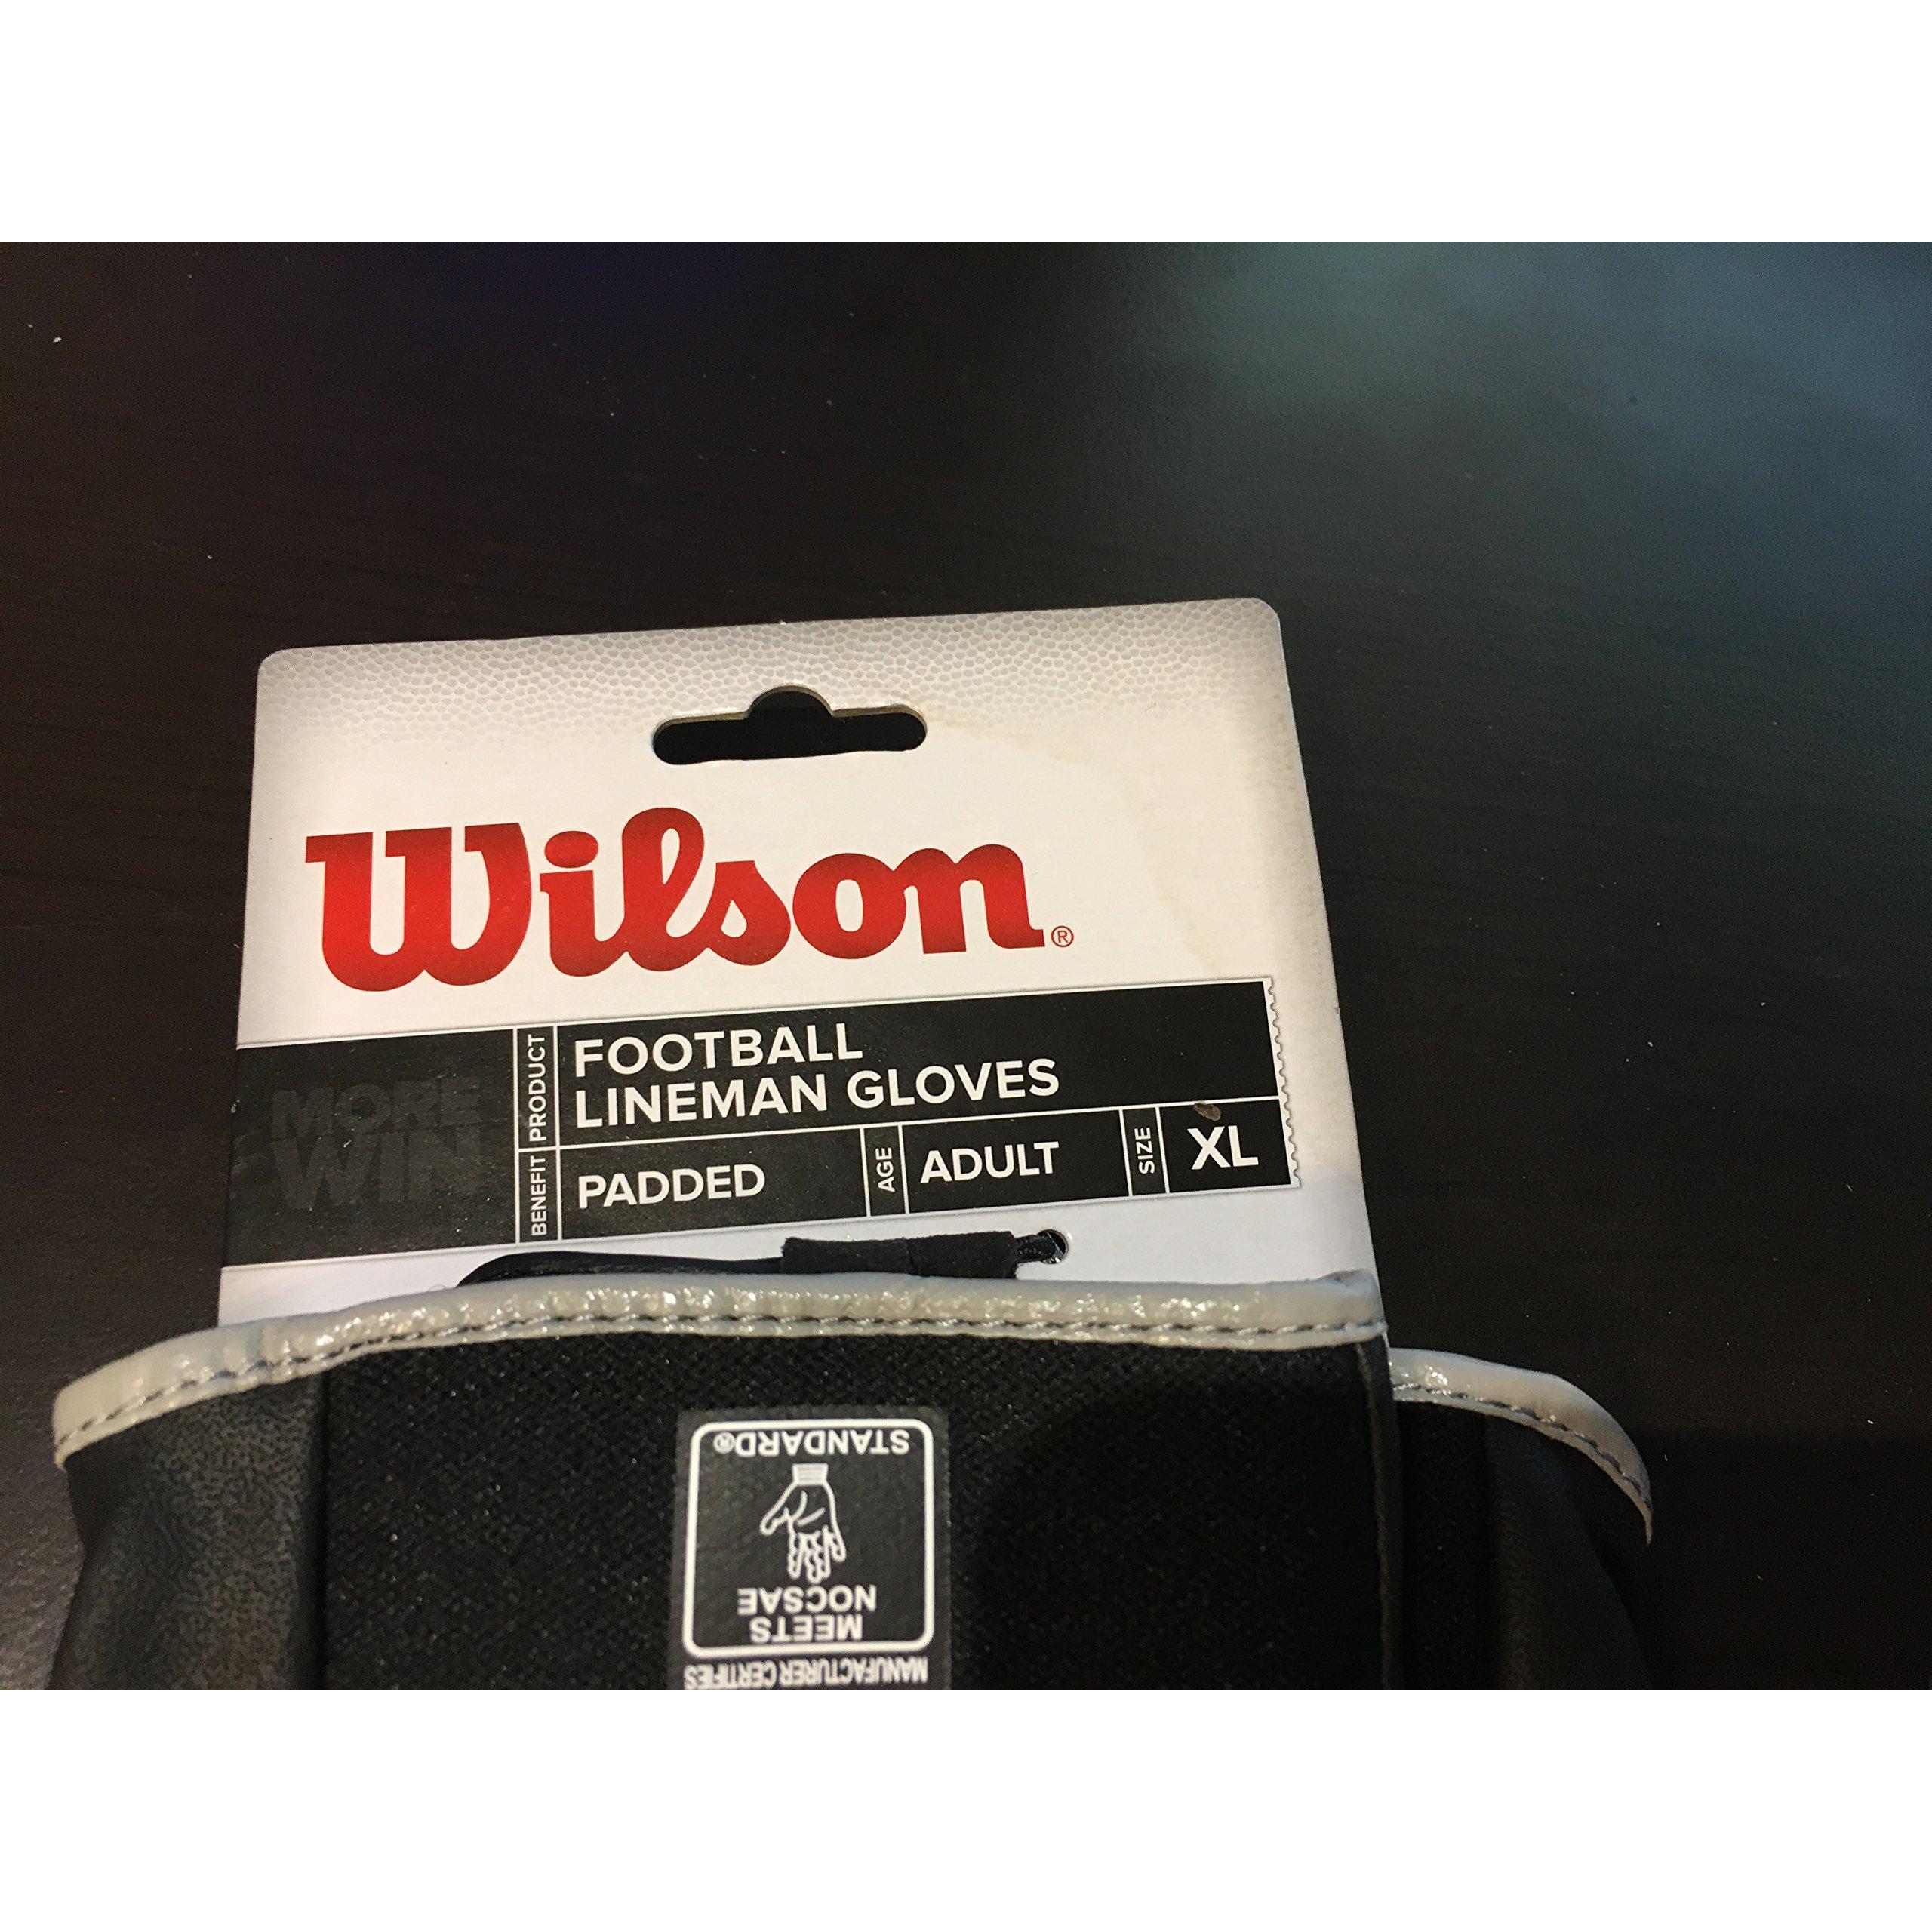 Wilson®
MORE
WIN
PRODUCT
FOOTBALL
LINEMAN GLOVES
BENEFIT
PADDED
AGE
ADULT
SIZE
XL
MANUFACTURER CERTIFIES
MEETS
NOCSAE
STANDARD®